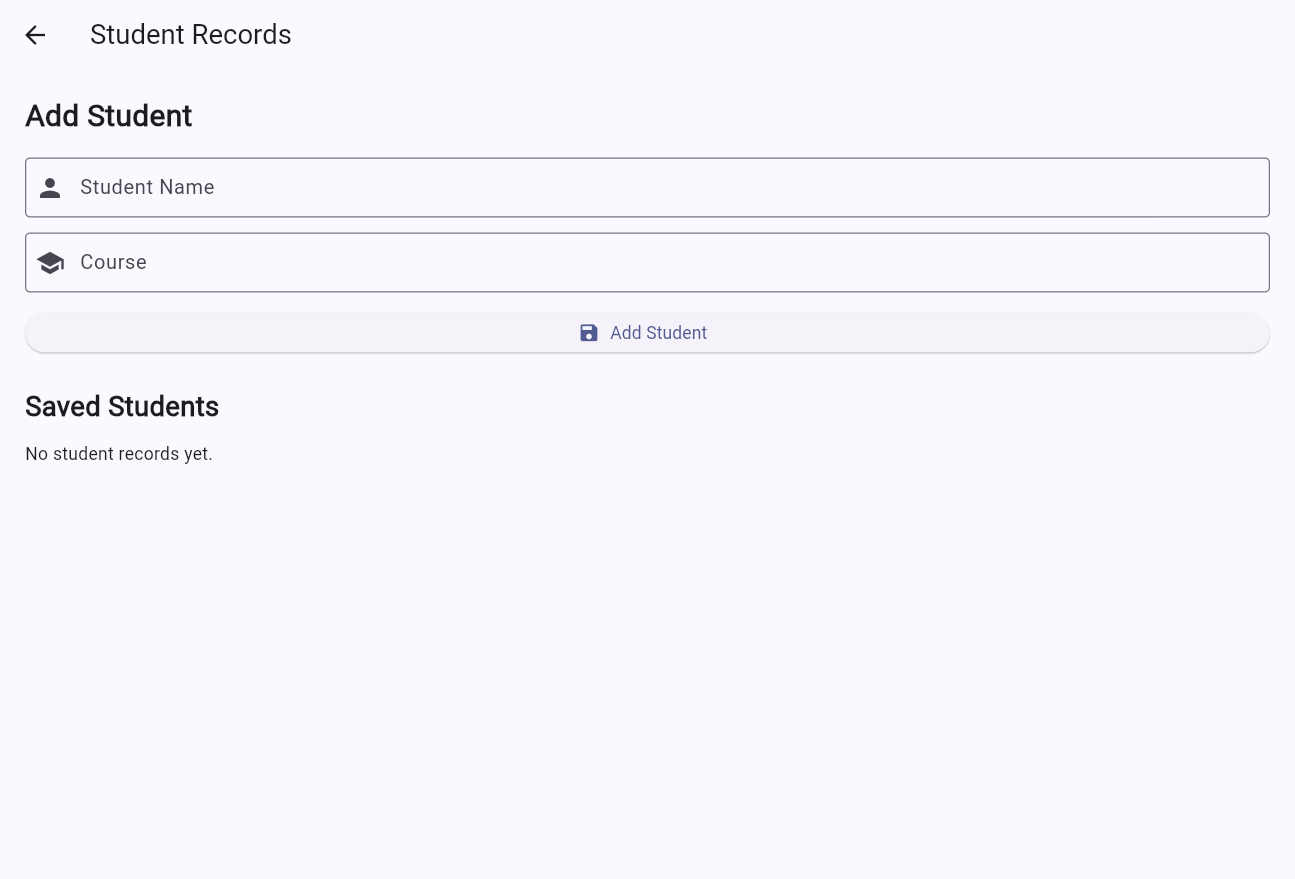 Student Records
Add Student
Student Name
Course
Add Student
Saved Students
No student records yet.